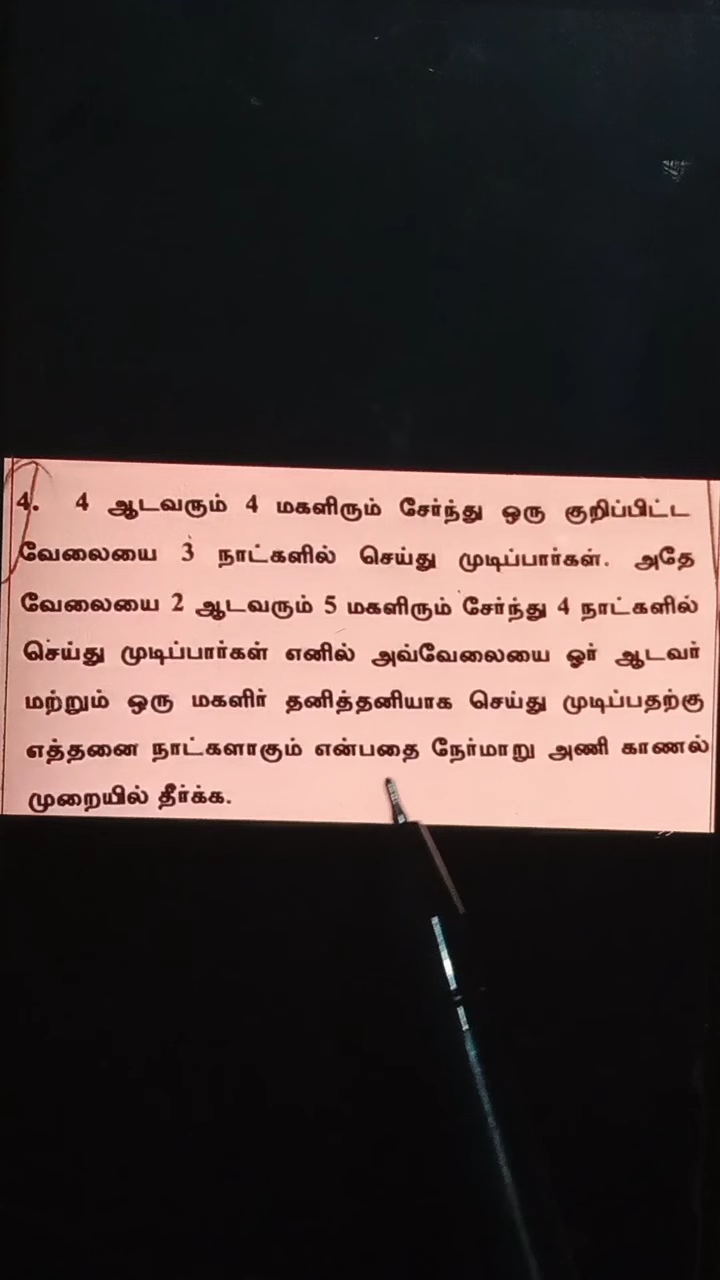 4. 4 ஆடவரும் 4 மகளிரும் சேர்ந்து ஒரு குறிப்பிட்ட
வேலையை 3 நாட்களில் செய்து முடிப்பார்கள். அதே
வேலையை 2 ஆடவரும் 5 மகளிரும் சேர்ந்து 4 நாட்களில்
செய்து முடிப்பார்கள் எனில் அவ்வேலையை ஓர் ஆடவர்
மற்றும் ஒரு மகளிர் தனித்தனியாக செய்து முடிப்பதற்கு
எத்தனை நாட்களாகும் என்பதை நேர்மாறு அணி காணல்
முறையில் தீர்க்க.